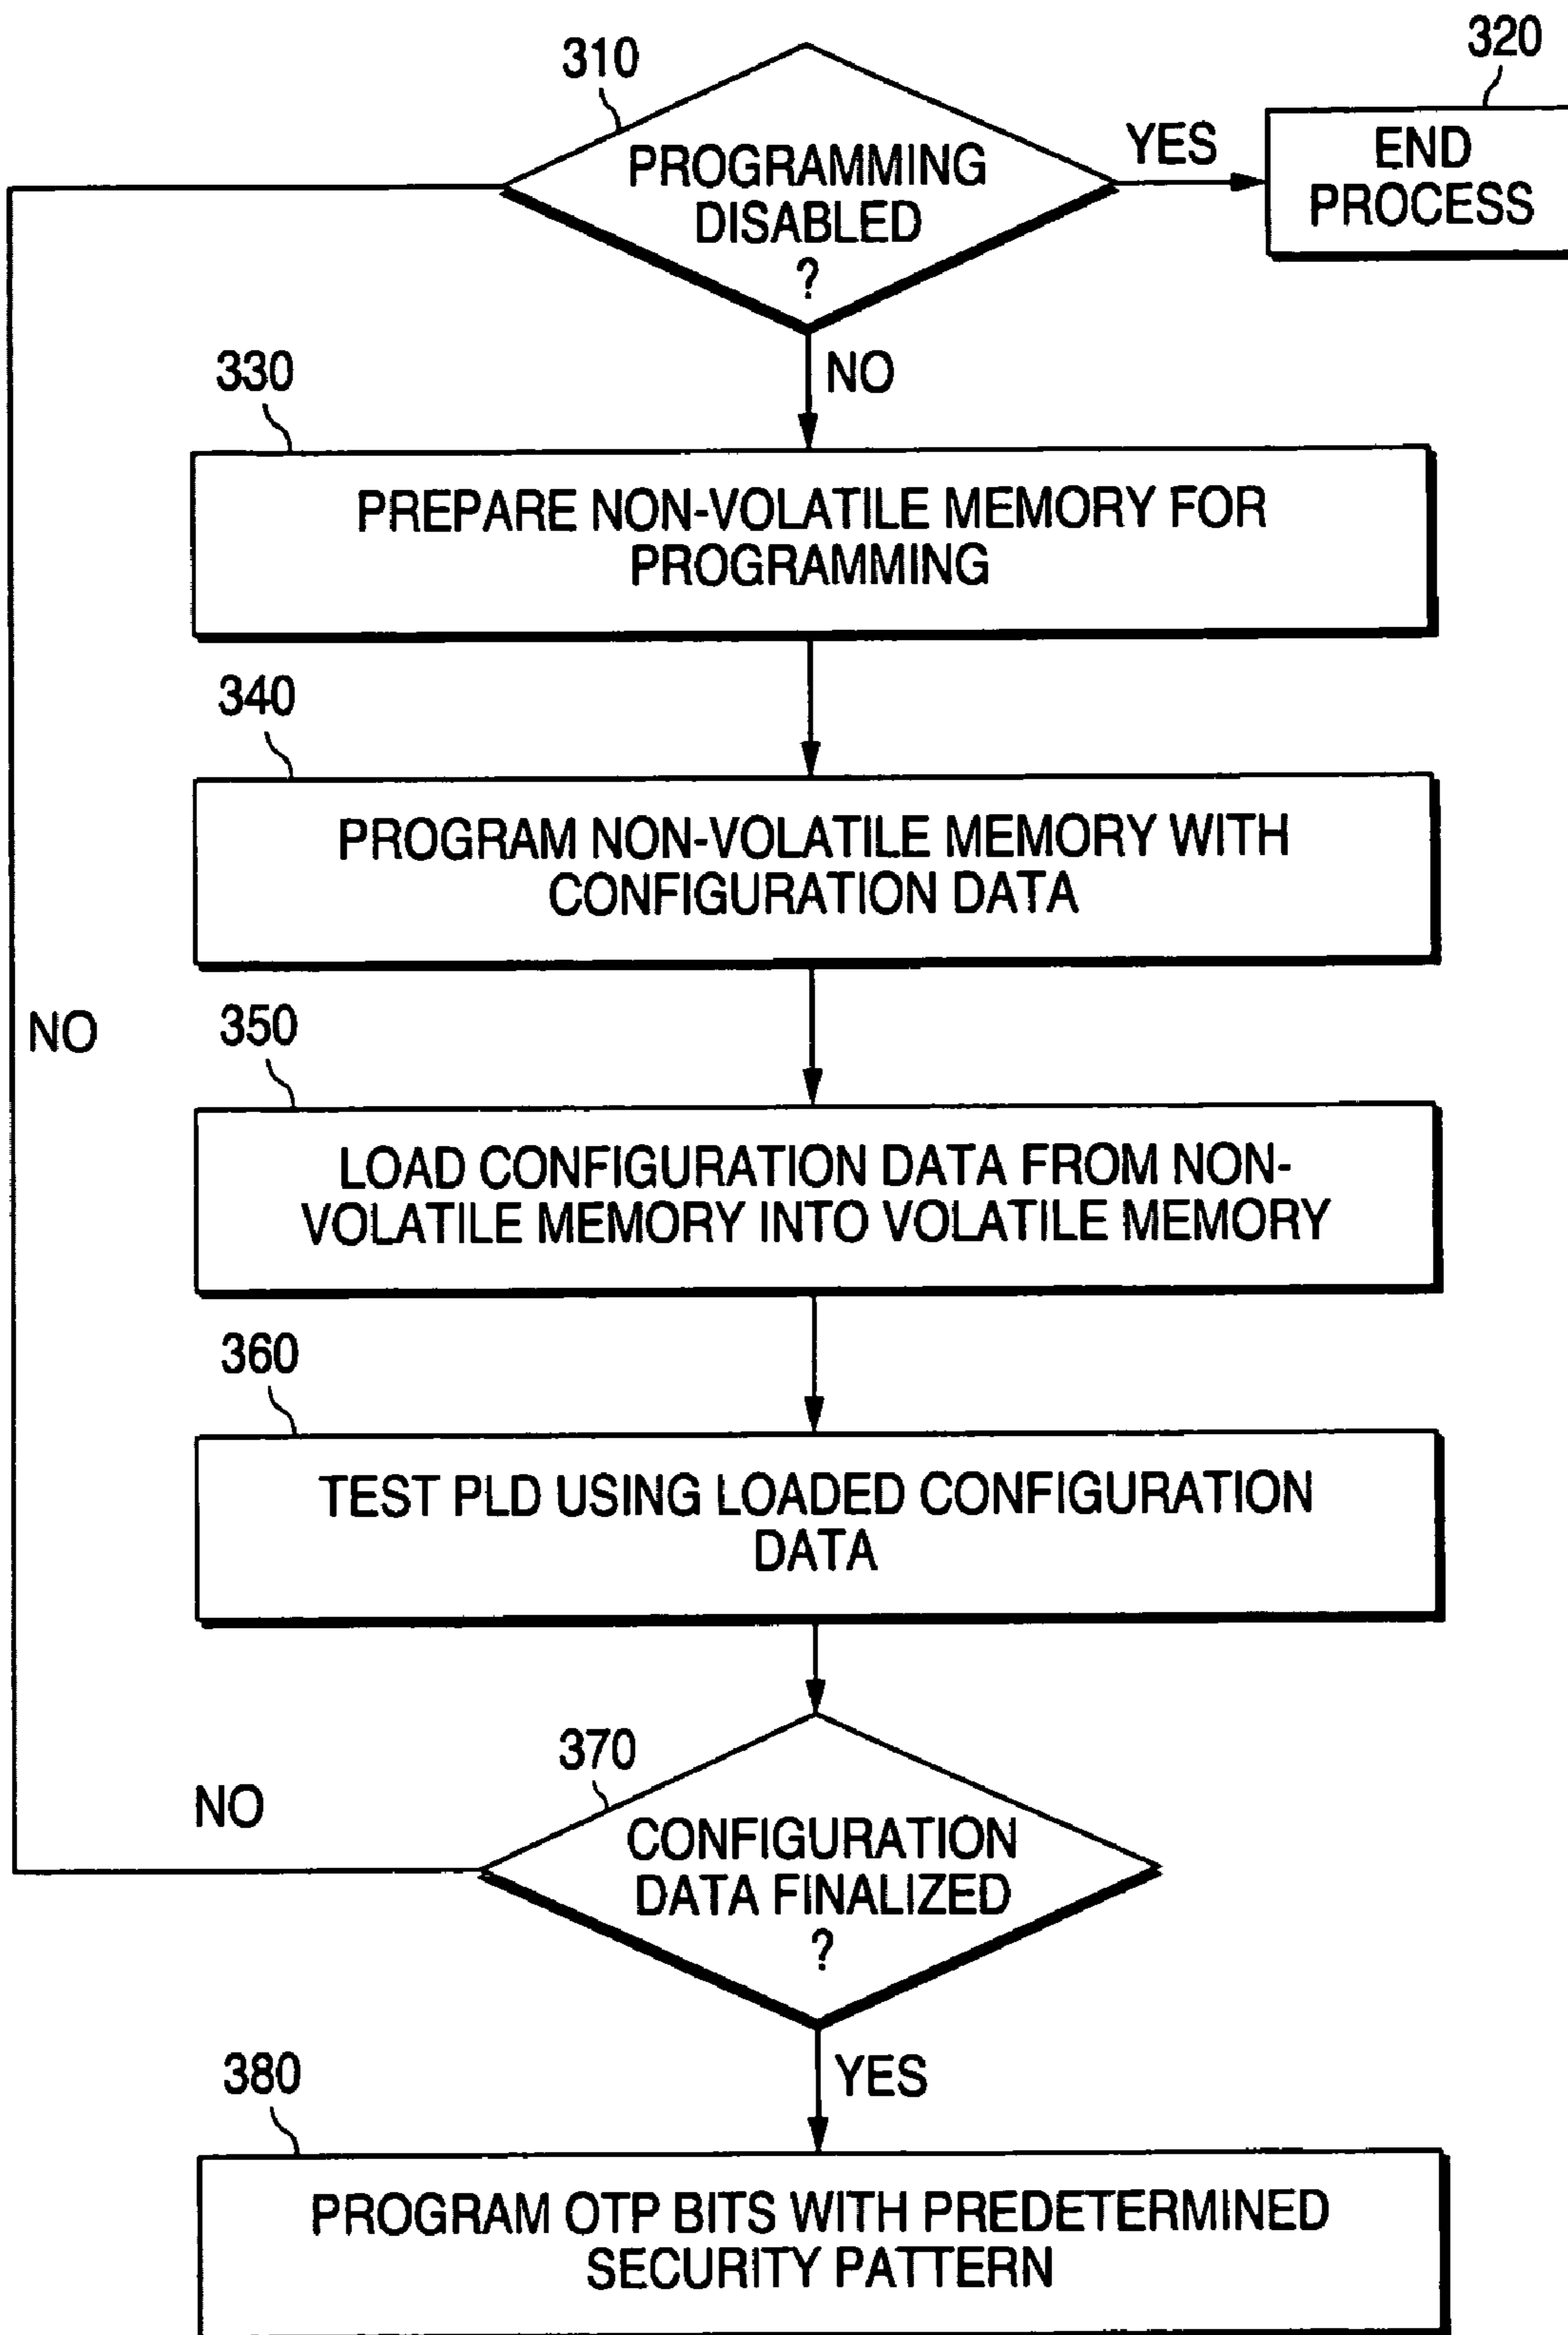 310
320
PROGRAMMING
DISABLED
?
YES
END
PROCESS
NO
330
PREPARE NON-VOLATILE MEMORY FOR
PROGRAMMING
340
PROGRAM NON-VOLATILE MEMORY WITH
CONFIGURATION DATA
NO
350
LOAD CONFIGURATION DATA FROM NON-
VOLATILE MEMORY INTO VOLATILE MEMORY
360
TEST PLD USING LOADED CONFIGURATION
DATA
370
NO
CONFIGURATION
DATA FINALIZED
?
YES
380
PROGRAM OTP BITS WITH PREDETERMINED
SECURITY PATTERN